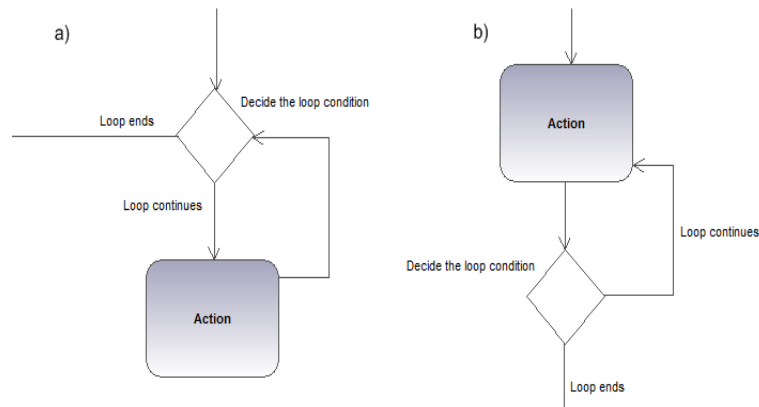 a)
Decide the loop condition
Loop ends
Loop continues
Action
b)
Action
Loop continues
Decide the loop condition
Loop ends